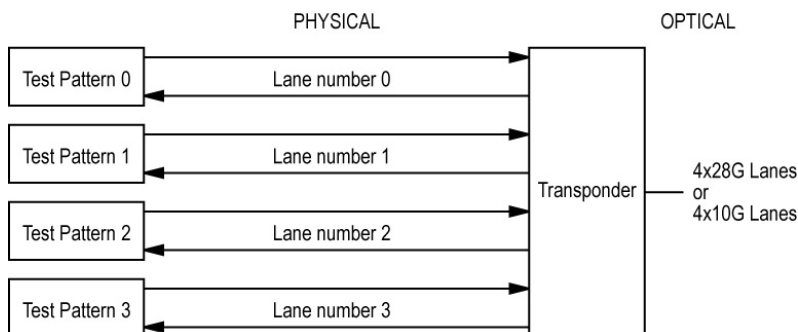 PHYSICAL
OPTICAL
Test Pattern 0
Lane number 0
Test Pattern 1
Lane number 1
Transponder
4x28G Lanes
or
4x10G Lanes
Test Pattern 2
Lane number 2
Test Pattern 3
Lane number 3